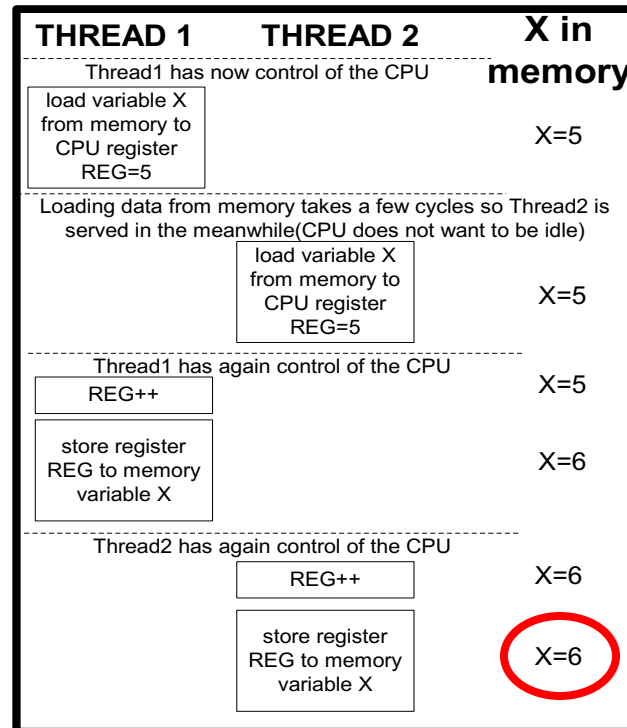 THREAD 1 THREAD 2 X in
memory
Thread1 has now control of the CPU
load variable X
from memory to
CPU register
REG=5
X=5
Loading data from memory takes a few cycles so Thread2 is
served in the meanwhile(CPU does not want to be idle)
load variable X
from memory to
CPU register
REG=5
X=5
Thread1 has again control of the CPU
REG++
X=5
store register
REG to memory
variable X
X=6
Thread2 has again control of the CPU
REG++
X=6
store register
REG to memory
variable X
X=6